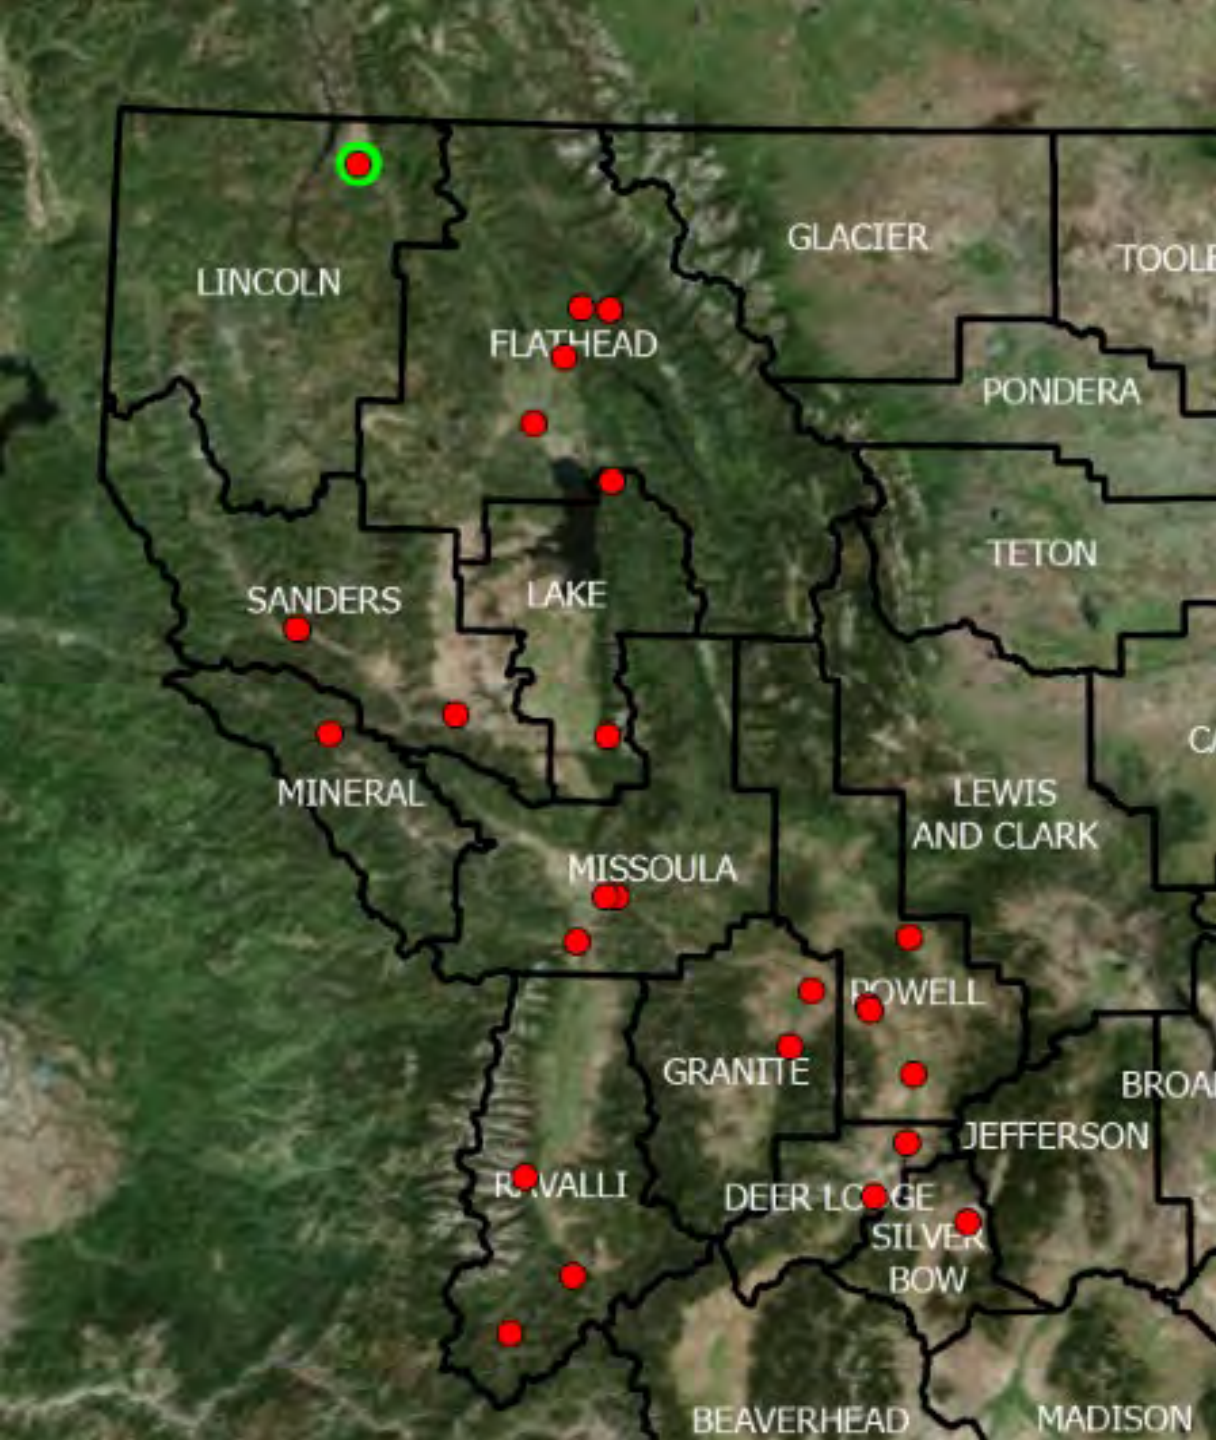 GLACIER
TOOLE
LINCOLN
FLATHEAD
PONDERA
TETON
SANDERS
LAKE
CA
MINERAL
LEWIS
AND CLARK
MISSOULA
POWELL
GRANITE
BROA
JEFFERSON
RAVALLI
DEER LODGE
SILVER
BOW
BEAVERHEAD
MADISON